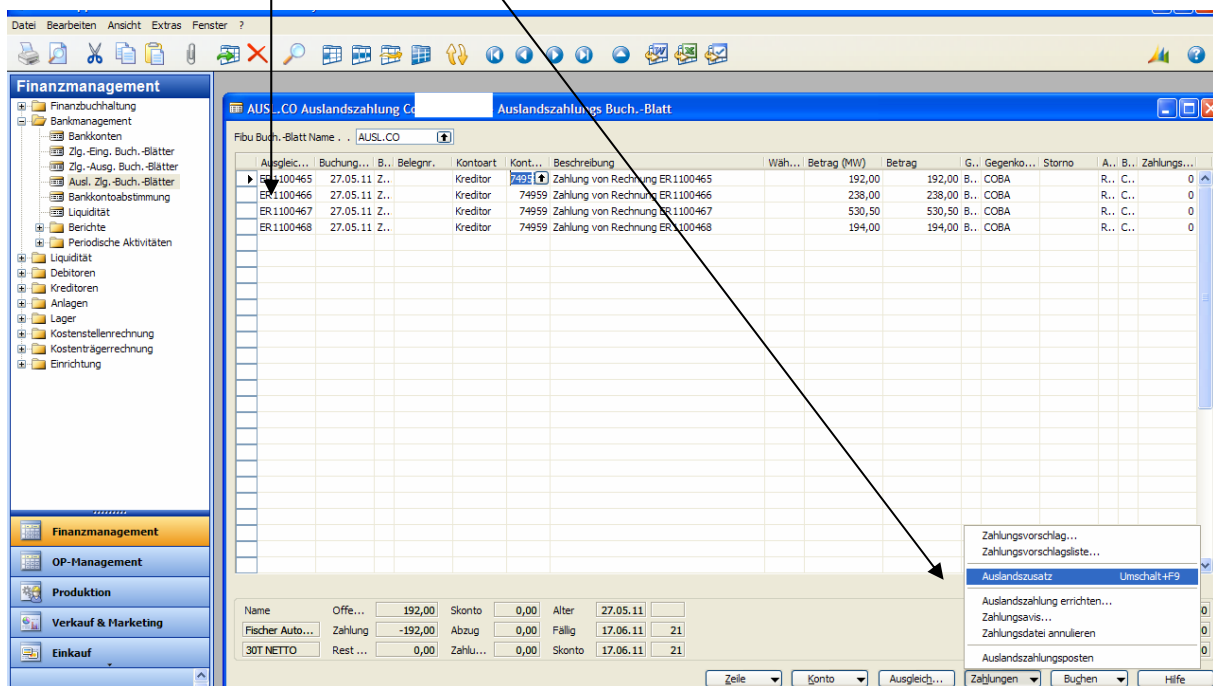 Datei Bearbeiten Ansicht Extras Fenster ?
Finanzmanagement
Finanzbuchhaltung
Bankmanagement
Bankkonten
Zlg.-Eing. Buch.-Blätter
Zlg.-Ausg. Buch.-Blätter
Ausl. Zlg.-Buch.-Blätter
Bankkontoabstimmung
Liquidität
Berichte
Periodische Aktivitäten
Liquidität
Debitoren
Kreditoren
Anlagen
Lager
Kostenstellenrechnung
Kostenträgerrechnung
Einrichtung
Finanzmanagement
OP-Management
Produktion
Verkauf & Marketing
Einkauf
AUSL.CO Auslandszahlung Co Auslandszahlungs Buch.-Blatt
Fibu Buch.-Blatt Name . . AUSL.CO
Ausgleic... Buchung... B.. Belegnr. Kontoart Kont... Beschreibung Wäh... Betrag (MW) Betrag G.. Gegenko... Storno A.. B.. Zahlungs...
ER1100465 27.05.11 Z.. Kreditor 7495 Zahlung von Rechnung ER1100465 192,00 192,00 B.. COBA R.. C.. 0
ER1100466 27.05.11 Z.. Kreditor 74959 Zahlung von Rechnung ER1100466 238,00 238,00 B.. COBA R.. C.. 0
ER1100467 27.05.11 Z.. Kreditor 74959 Zahlung von Rechnung ER1100467 530,50 530,50 B.. COBA R.. C.. 0
ER1100468 27.05.11 Z.. Kreditor 74959 Zahlung von Rechnung ER1100468 194,00 194,00 B.. COBA R.. C.. 0
Zahlungsvorschlag...
Zahlungsvorschlagsliste...
Auslandszusatz Umschalt+F9
Auslandszahlung errichten...
Zahlungsavis...
Zahlungsdatei annulieren
Auslandszahlungsposten
Name Offe... 192,00 Skonto 0,00 Alter 27.05.11 0
Fischer Auto... Zahlung -192,00 Abzug 0,00 Fällig 17.06.11 21 0
30T NETTO Rest ... 0,00 Zahlu... 0,00 Skonto 17.06.11 21 0
Zeile Konto Ausgleich... Zahlungen Buchen Hilfe